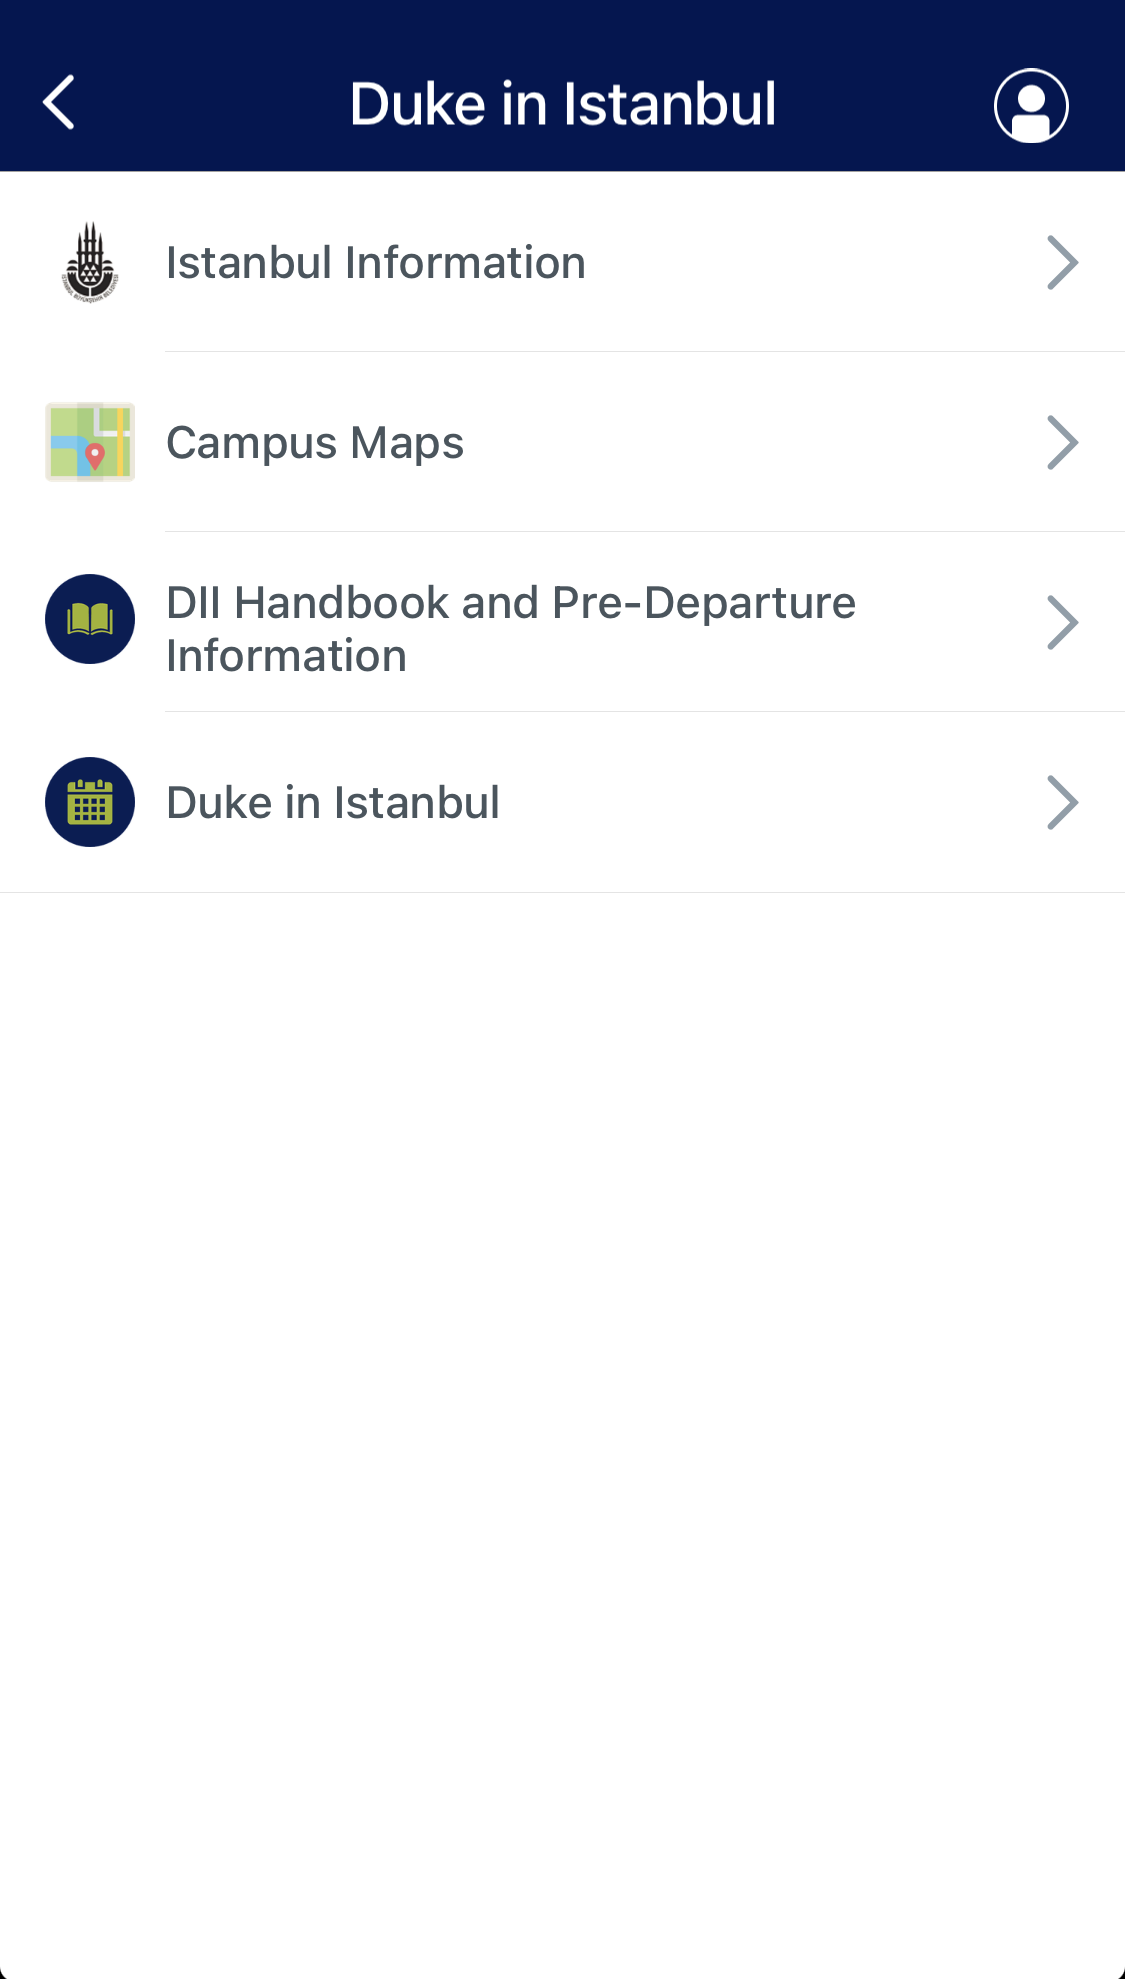 Duke in Istanbul
Istanbul Information
Campus Maps
DII Handbook and Pre-Departure
Information
Duke in Istanbul